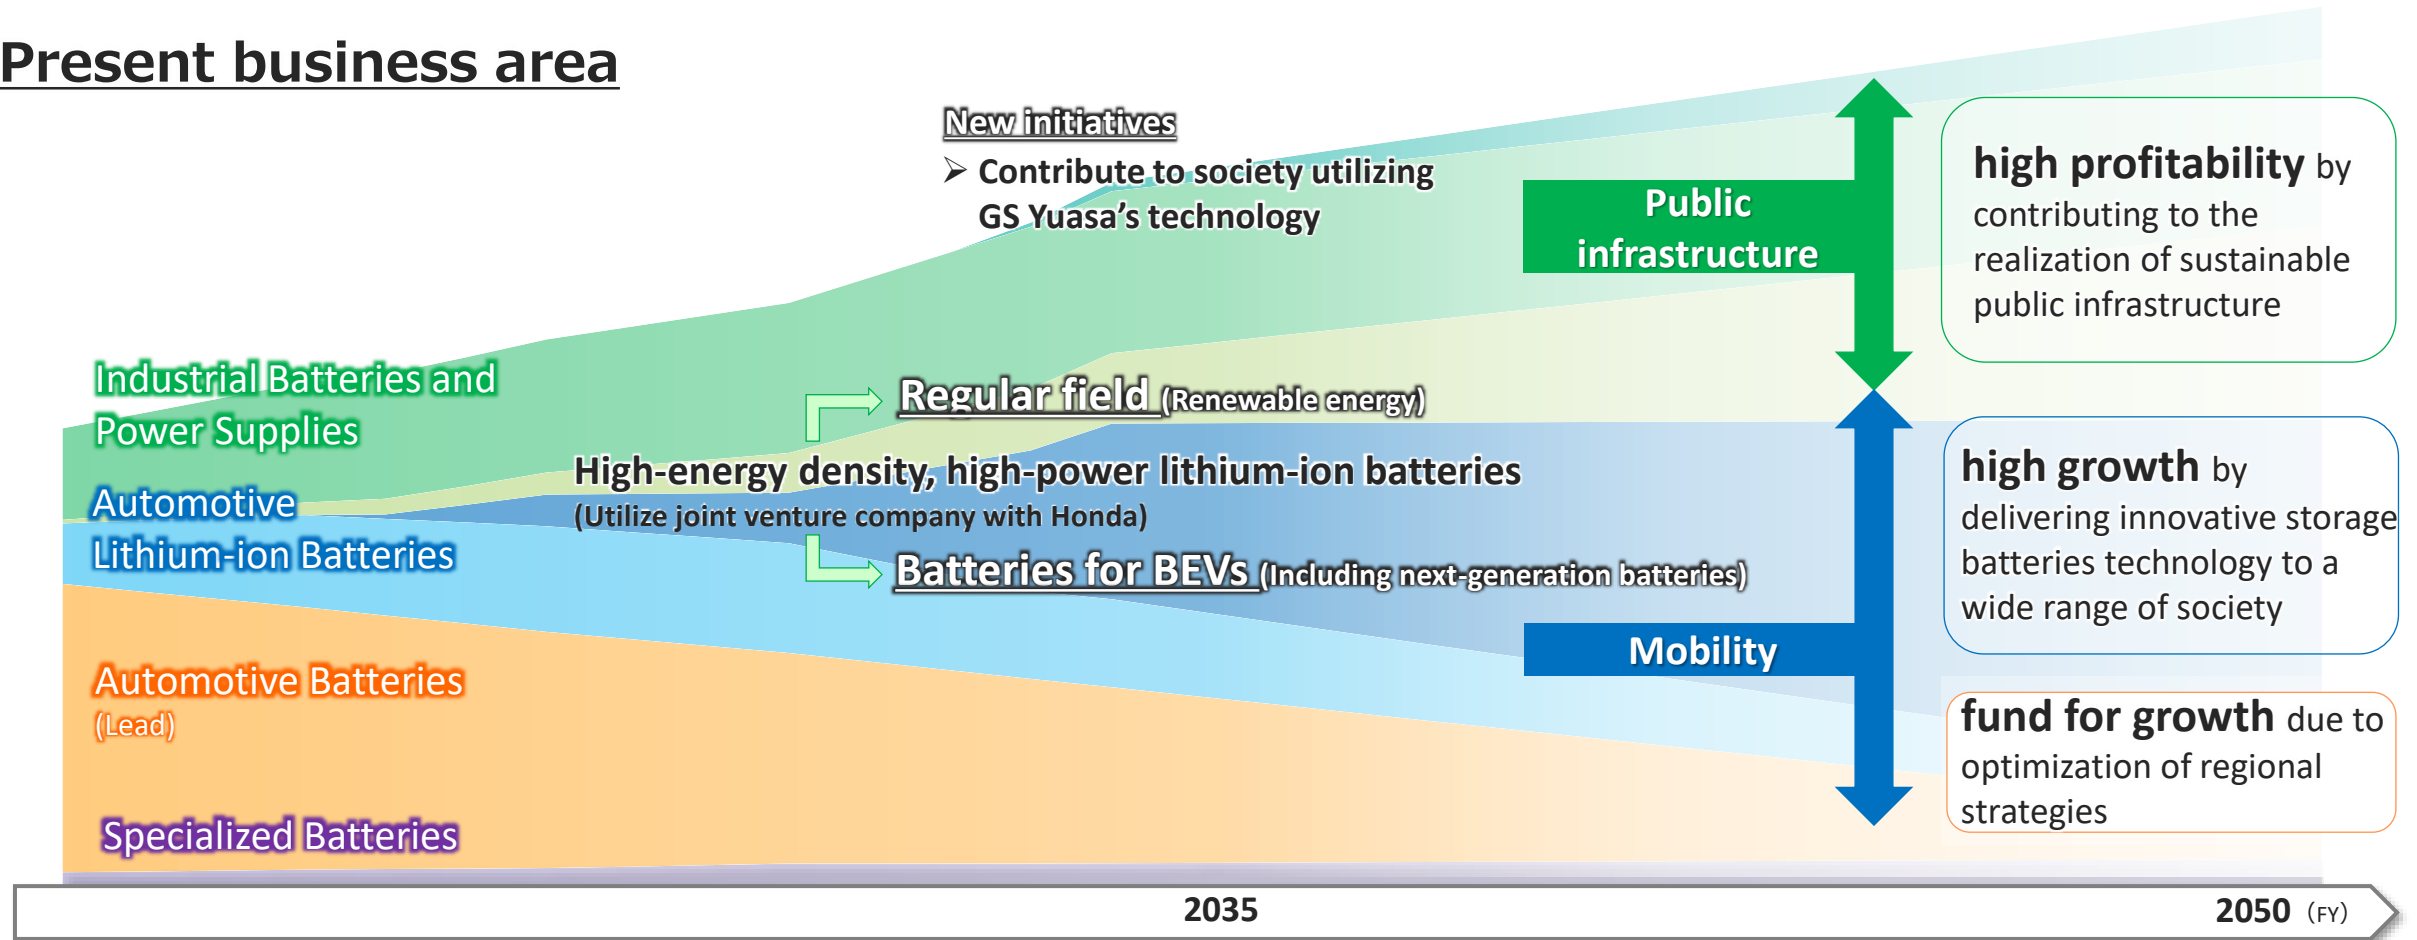 Present business area
New initiatives
➢ Contribute to society utilizing
GS Yuasa's technology
Public
infrastructure
high profitability by
contributing to the
realization of sustainable
public infrastructure
Industrial Batteries and
Power Supplies
Regular field (Renewable energy)
High-energy density, high-power lithium-ion batteries
(Utilize joint venture company with Honda)
Automotive
Lithium-ion Batteries
Batteries for BEVs (Including next-generation batteries)
high growth by
delivering innovative storage
batteries technology to a
wide range of society
Mobility
Automotive Batteries
(Lead)
fund for growth due to
optimization of regional
strategies
Specialized Batteries
2035
2050 (FY)